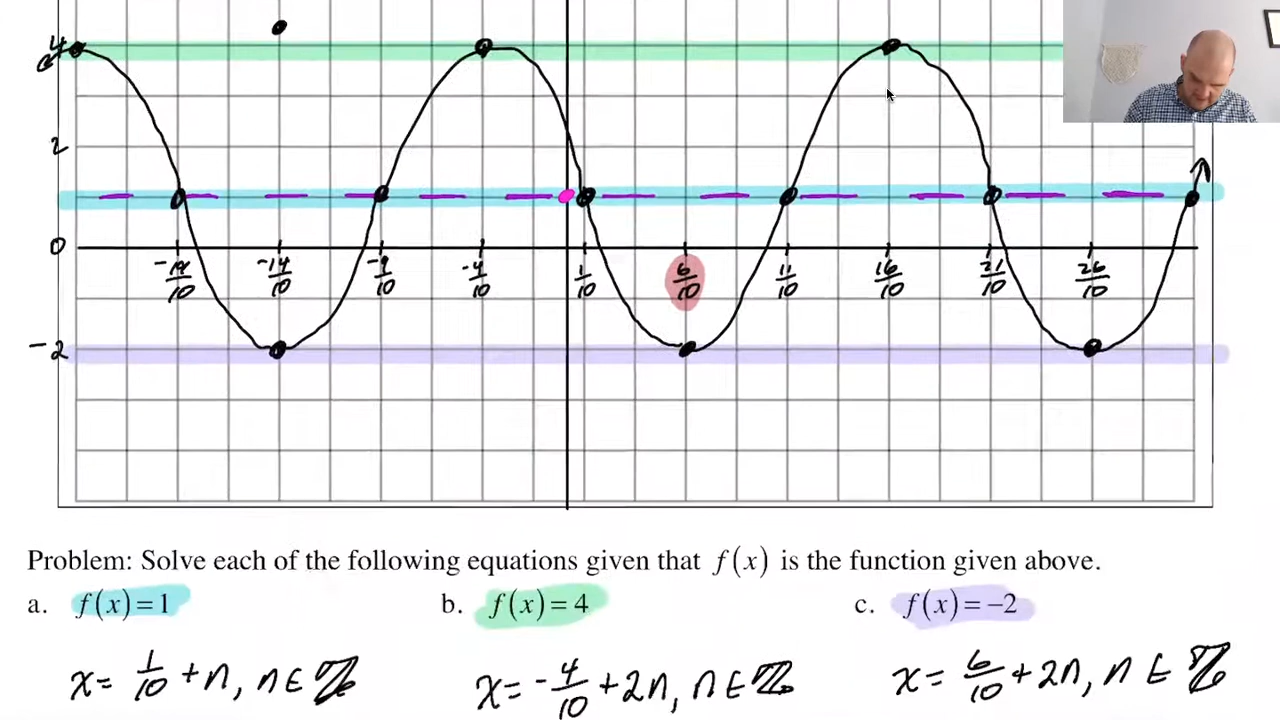 4
2
0
-19/10 -14/10 -9/10 -4/10 1/10 6/10 11/10 16/10 21/10 26/10
-2
Problem: Solve each of the following equations given that f(x) is the function given above.
a. f(x)=1 b. f(x)=4 c. f(x)=-2
x= 1/10 +n, n∈ℤ x= -4/10 +2n, n∈ℤ x= 6/10 +2n, n∈ℤ